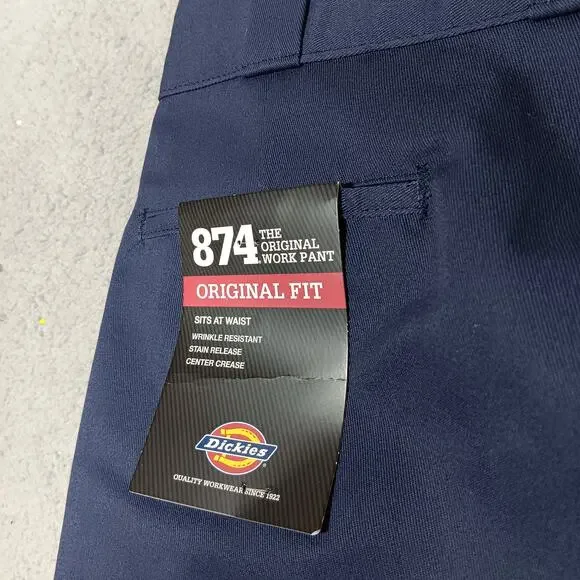 874 THE
ORIGINAL
WORK PANT
ORIGINAL FIT
SITS AT WAIST
WRINKLE RESISTANT
STAIN RELEASE
CENTER CREASE
Dickies
QUALITY WORKWEAR SINCE 1922